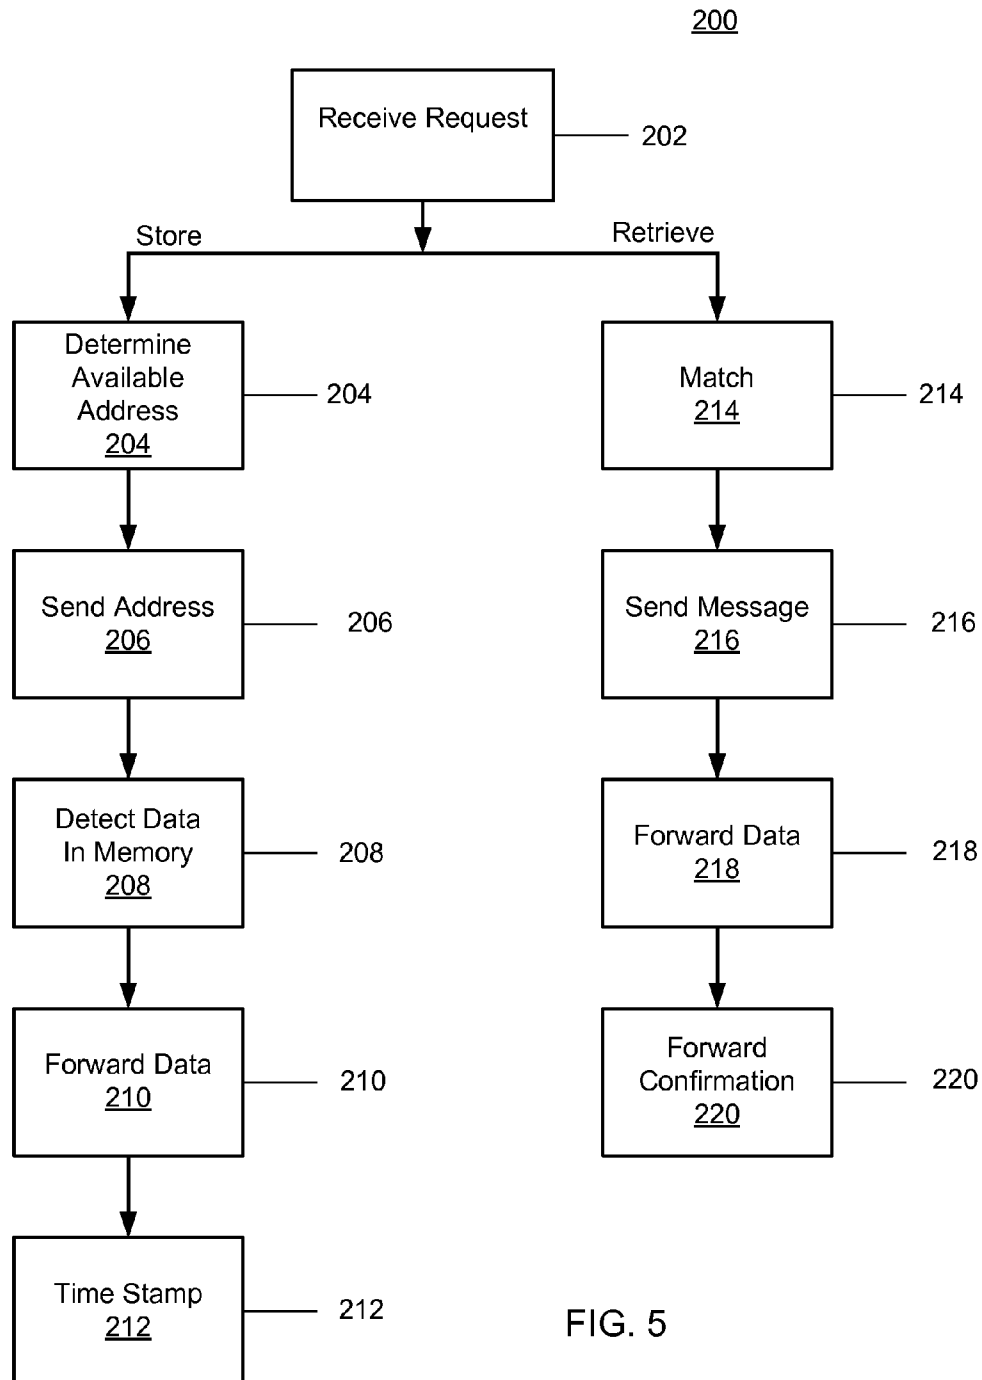 200
Receive Request
202
Store
Retrieve
Determine
Available
Address
204
204
Match
214
214
Send Address
206
206
Send Message
216
216
Detect Data
In Memory
208
208
Forward Data
218
218
Forward Data
210
210
Forward
Confirmation
220
220
Time Stamp
212
212
FIG. 5